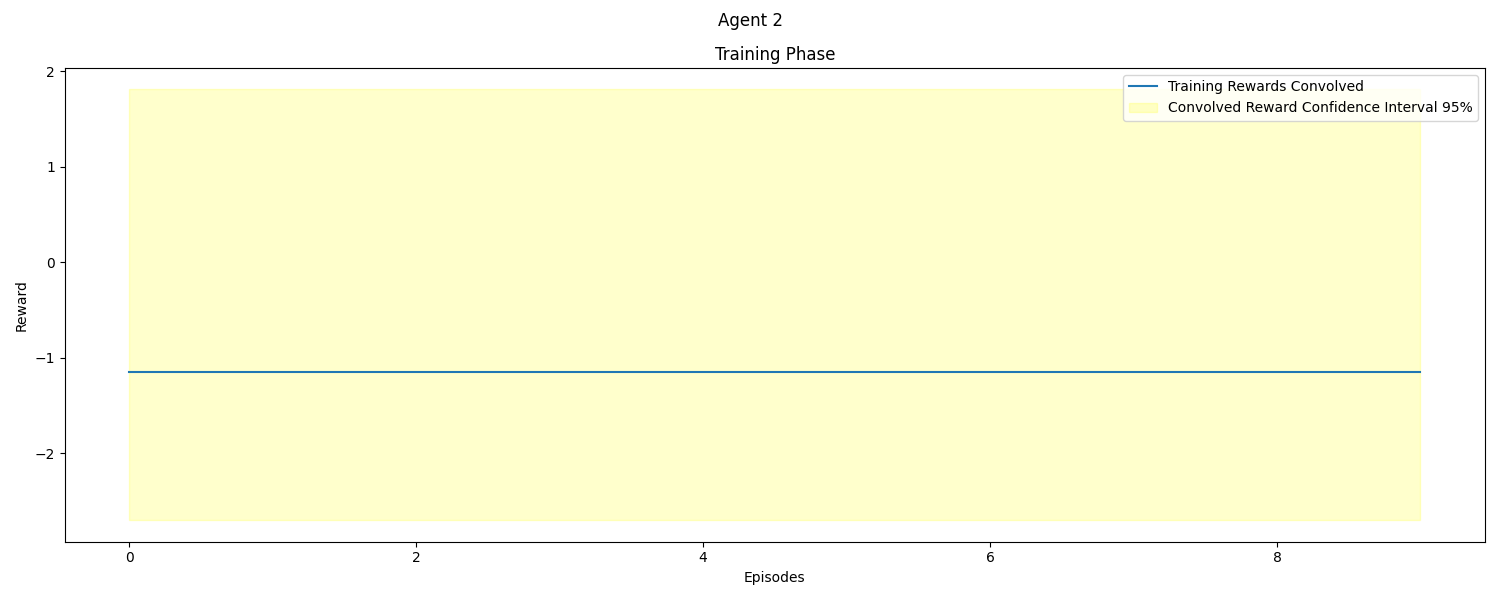 Agent 2
Training Phase
Training Rewards Convolved
Convolved Reward Confidence Interval 95%
2
1
0
−1
−2
Reward
0 2 4 6 8
Episodes